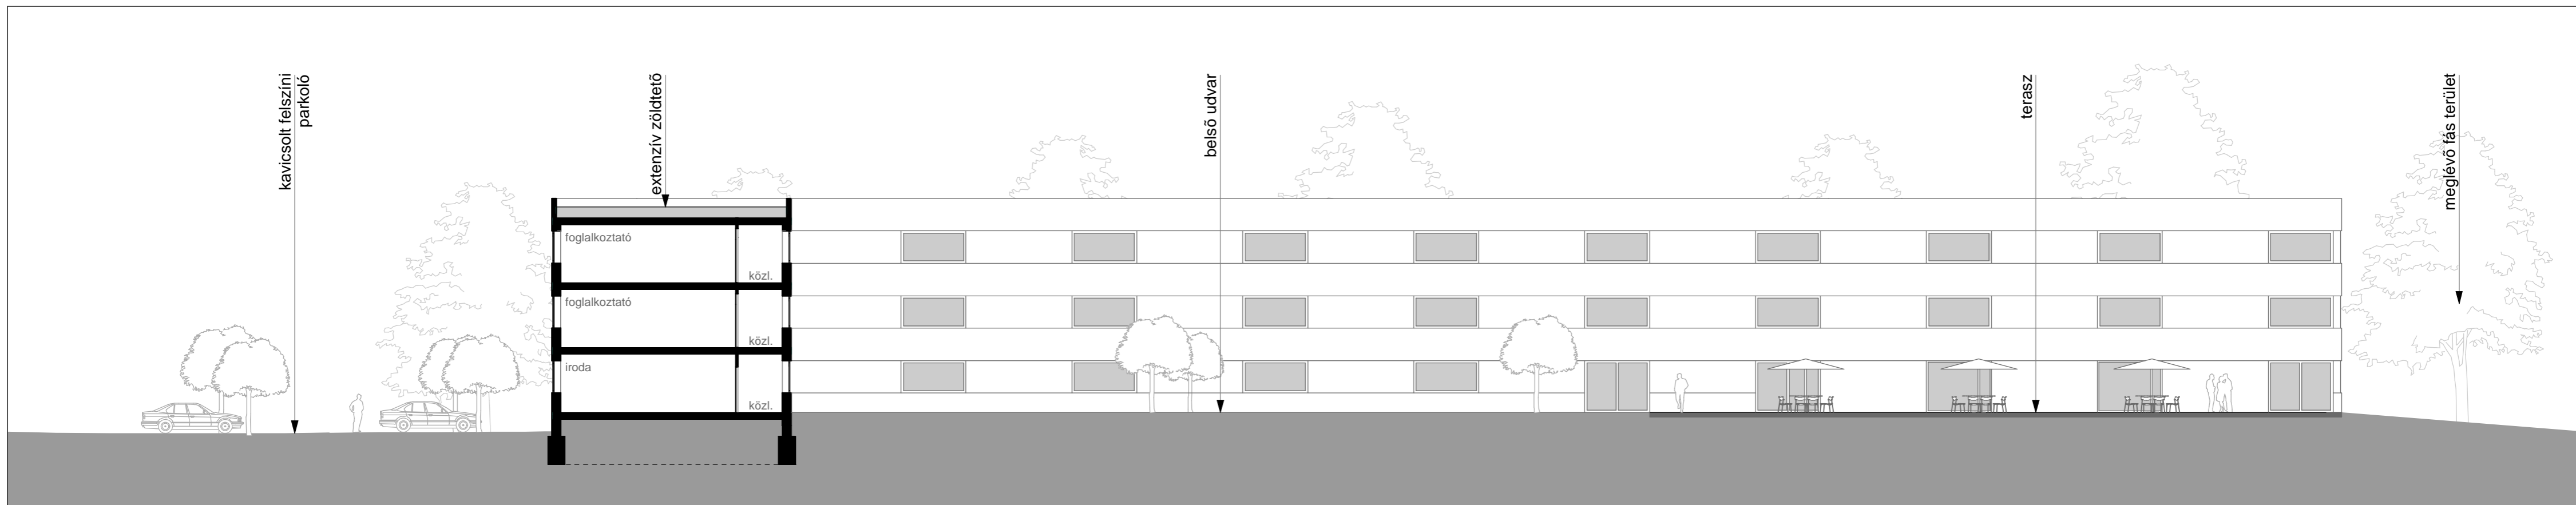 kavicsolt felszíni
parkoló
extenzív zöldtető
belső udvar
terasz
meglévő fás terület
foglalkoztató
közl.
foglalkoztató
közl.
iroda
közl.